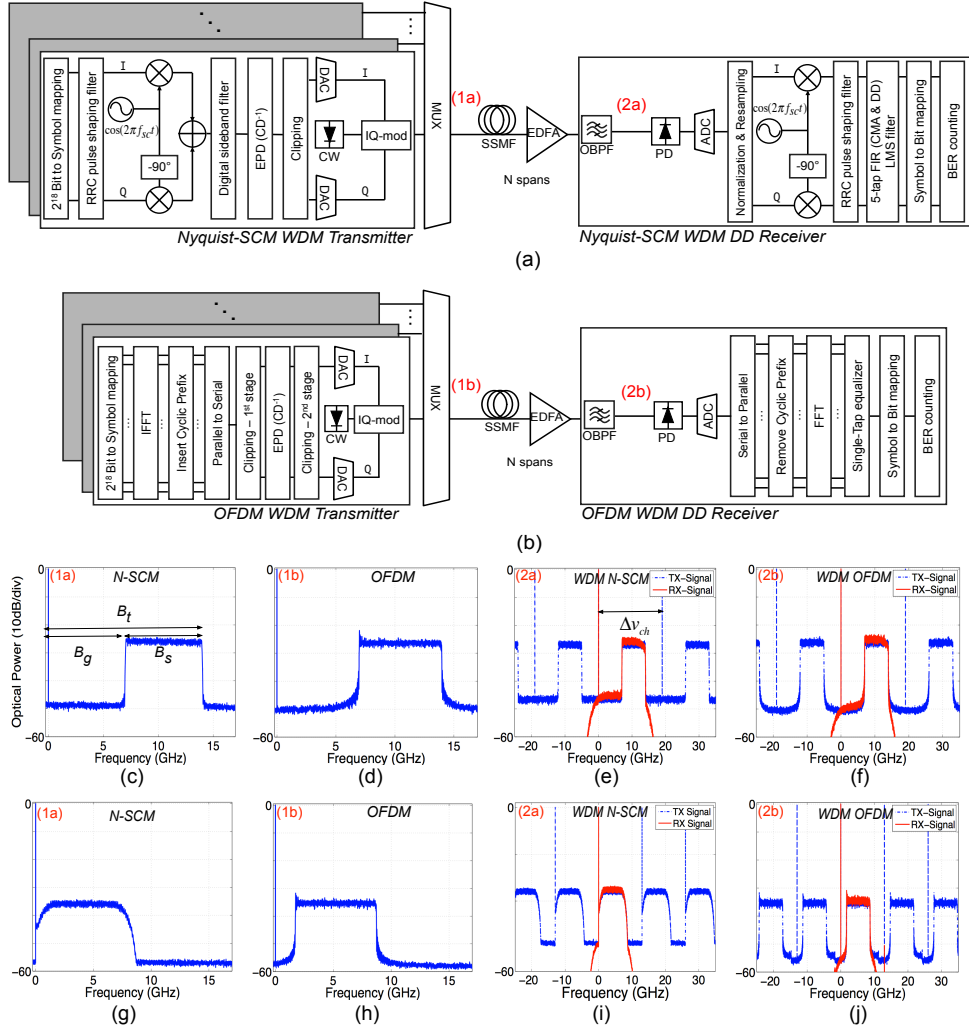 2^18 Bit to Symbol mapping
RRC pulse shaping filter
I
cos(2πf_SC t)
-90°
Q
Digital sideband filter
EPD (CD^-1)
Clipping
DAC
I
CW
IQ-mod
DAC
Q
MUX
(1a)
SSMF
EDFA
N spans
OBPF
(2a)
PD
ADC
Normalization & Resampling
I
cos(2πf_SC t)
-90°
Q
RRC pulse shaping filter
5-tap FIR (CMA & DD)
LMS filter
Symbol to Bit mapping
BER counting
Nyquist-SCM WDM Transmitter
Nyquist-SCM WDM DD Receiver
(a)
2^18 Bit to Symbol mapping
IFFT
Insert Cyclic Prefix
Parallel to Serial
Clipping – 1^st stage
EPD (CD^-1)
Clipping – 2^nd stage
DAC
I
CW
IQ-mod
DAC
Q
MUX
(1b)
SSMF
EDFA
N spans
OBPF
(2b)
PD
ADC
Serial to Parallel
Remove Cyclic Prefix
FFT
Single-Tap equalizer
Symbol to Bit mapping
BER counting
OFDM WDM Transmitter
OFDM WDM DD Receiver
(b)
Optical Power (10dB/div)
0
-60
(1a)
N-SCM
B_t
B_g
B_s
0 5 10 15
Frequency (GHz)
(c)
0
-60
(1b)
OFDM
0 5 10 15
Frequency (GHz)
(d)
0
-60
(2a)
WDM N-SCM
TX-Signal
RX-Signal
Δν_ch
-20 -10 0 10 20 30
Frequency (GHz)
(e)
0
-60
(2b)
WDM OFDM
TX-Signal
RX-Signal
-20 -10 0 10 20 30
Frequency (GHz)
(f)
0
-60
(1a)
N-SCM
0 5 10 15
Frequency (GHz)
(g)
0
-60
(1b)
OFDM
0 5 10 15
Frequency (GHz)
(h)
0
-60
(2a)
WDM N-SCM
TX Signal
RX Signal
-20 -10 0 10 20 30
Frequency (GHz)
(i)
0
-60
(2b)
WDM OFDM
TX-Signal
RX-Signal
-20 -10 0 10 20 30
Frequency (GHz)
(j)